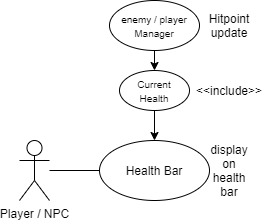 enemy / player
Manager
Hitpoint
update
Current
Health
<<include>>
Health Bar
display
on
health
bar
Player / NPC